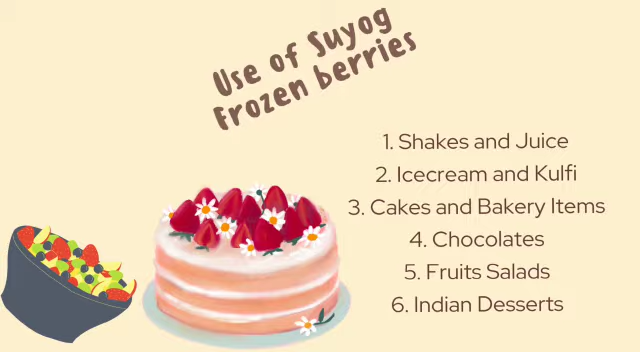 Use of Suyog
Frozen berries
1. Shakes and Juice
2. Icecream and Kulfi
3. Cakes and Bakery Items
4. Chocolates
5. Fruits Salads
6. Indian Desserts